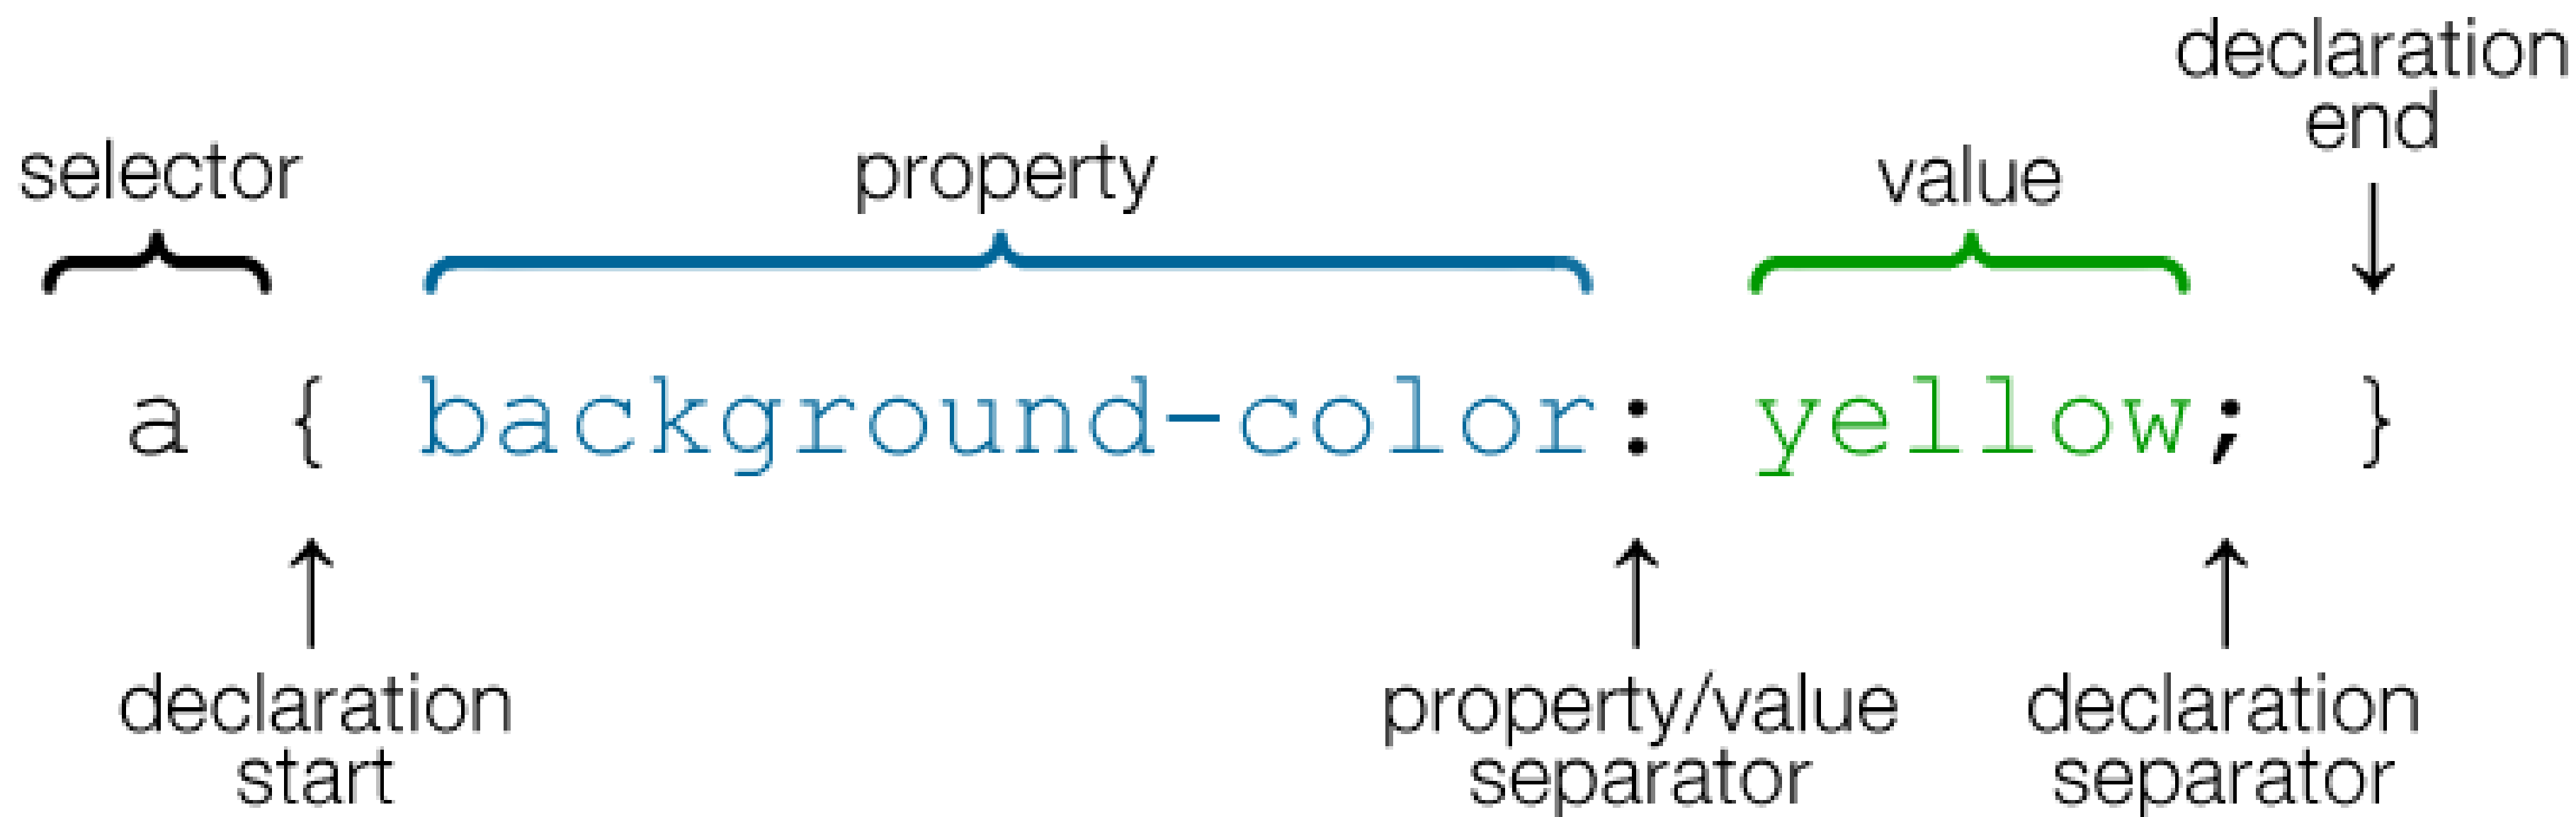 declaration
end
selector
property
value
a { background-color: yellow; }
declaration
start
property/value
separator
declaration
separator